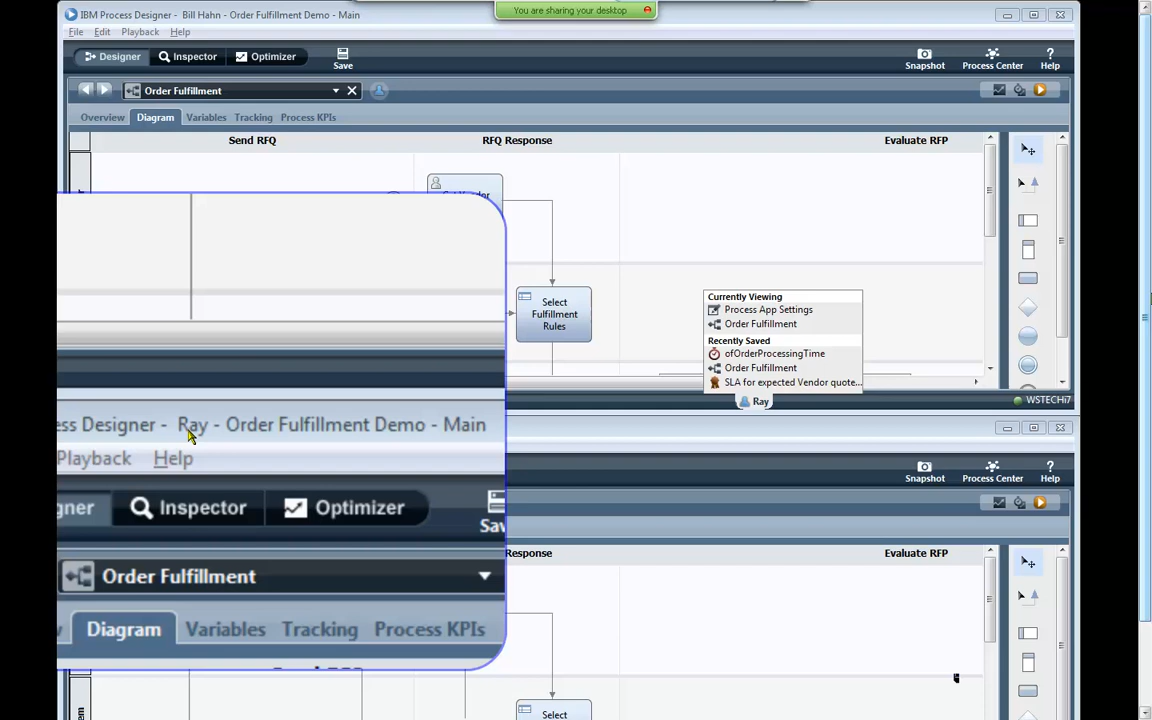 IBM Process Designer - Bill Hahn - Order Fulfillment Demo - Main
You are sharing your desktop
File Edit Playback Help
Designer Inspector Optimizer Save Snapshot Process Center Help
Order Fulfillment
Overview Diagram Variables Tracking Process KPIs
Send RFQ RFQ Response Evaluate RFP
Select
Fulfillment
Rules
Currently Viewing
Process App Settings
Order Fulfillment
Recently Saved
ofOrderProcessingTime
Order Fulfillment
SLA for expected Vendor quote...
Ray
WSTECHi7
ess Designer - Ray - Order Fulfillment Demo - Main
Playback Help
gner Inspector Optimizer Sav
Snapshot Process Center Help
Order Fulfillment
Diagram Variables Tracking Process KPIs
Response Evaluate RFP
Select